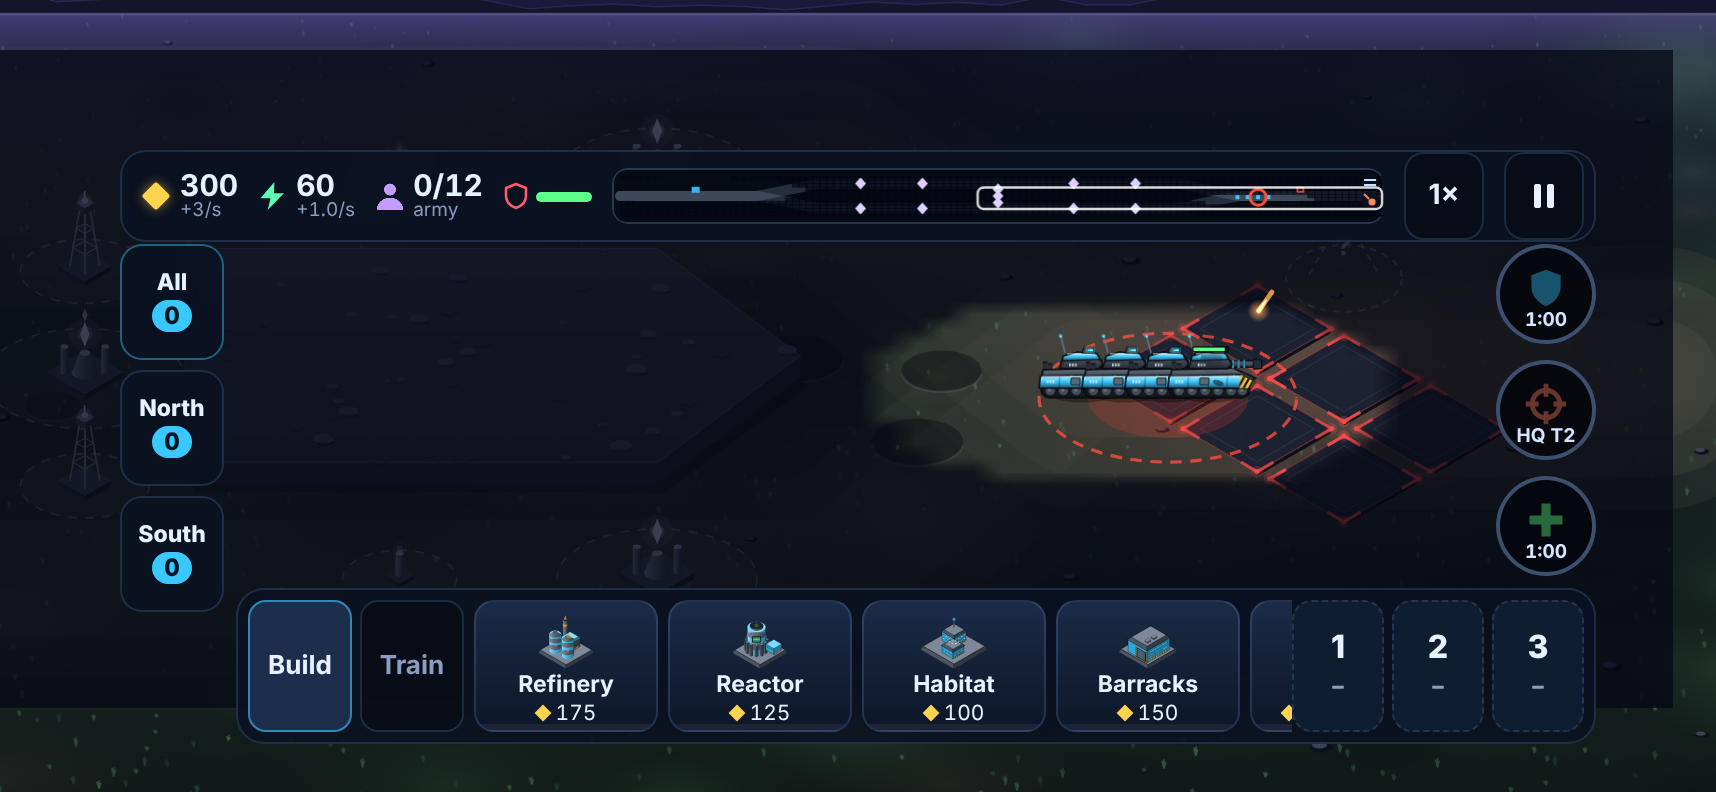 300
+3/s
60
+1.0/s
0/12
army
1×
All
0
North
0
South
0
1:00
HQ T2
1:00
Build
Train
Refinery
175
Reactor
125
Habitat
100
Barracks
150
1
–
2
–
3
–